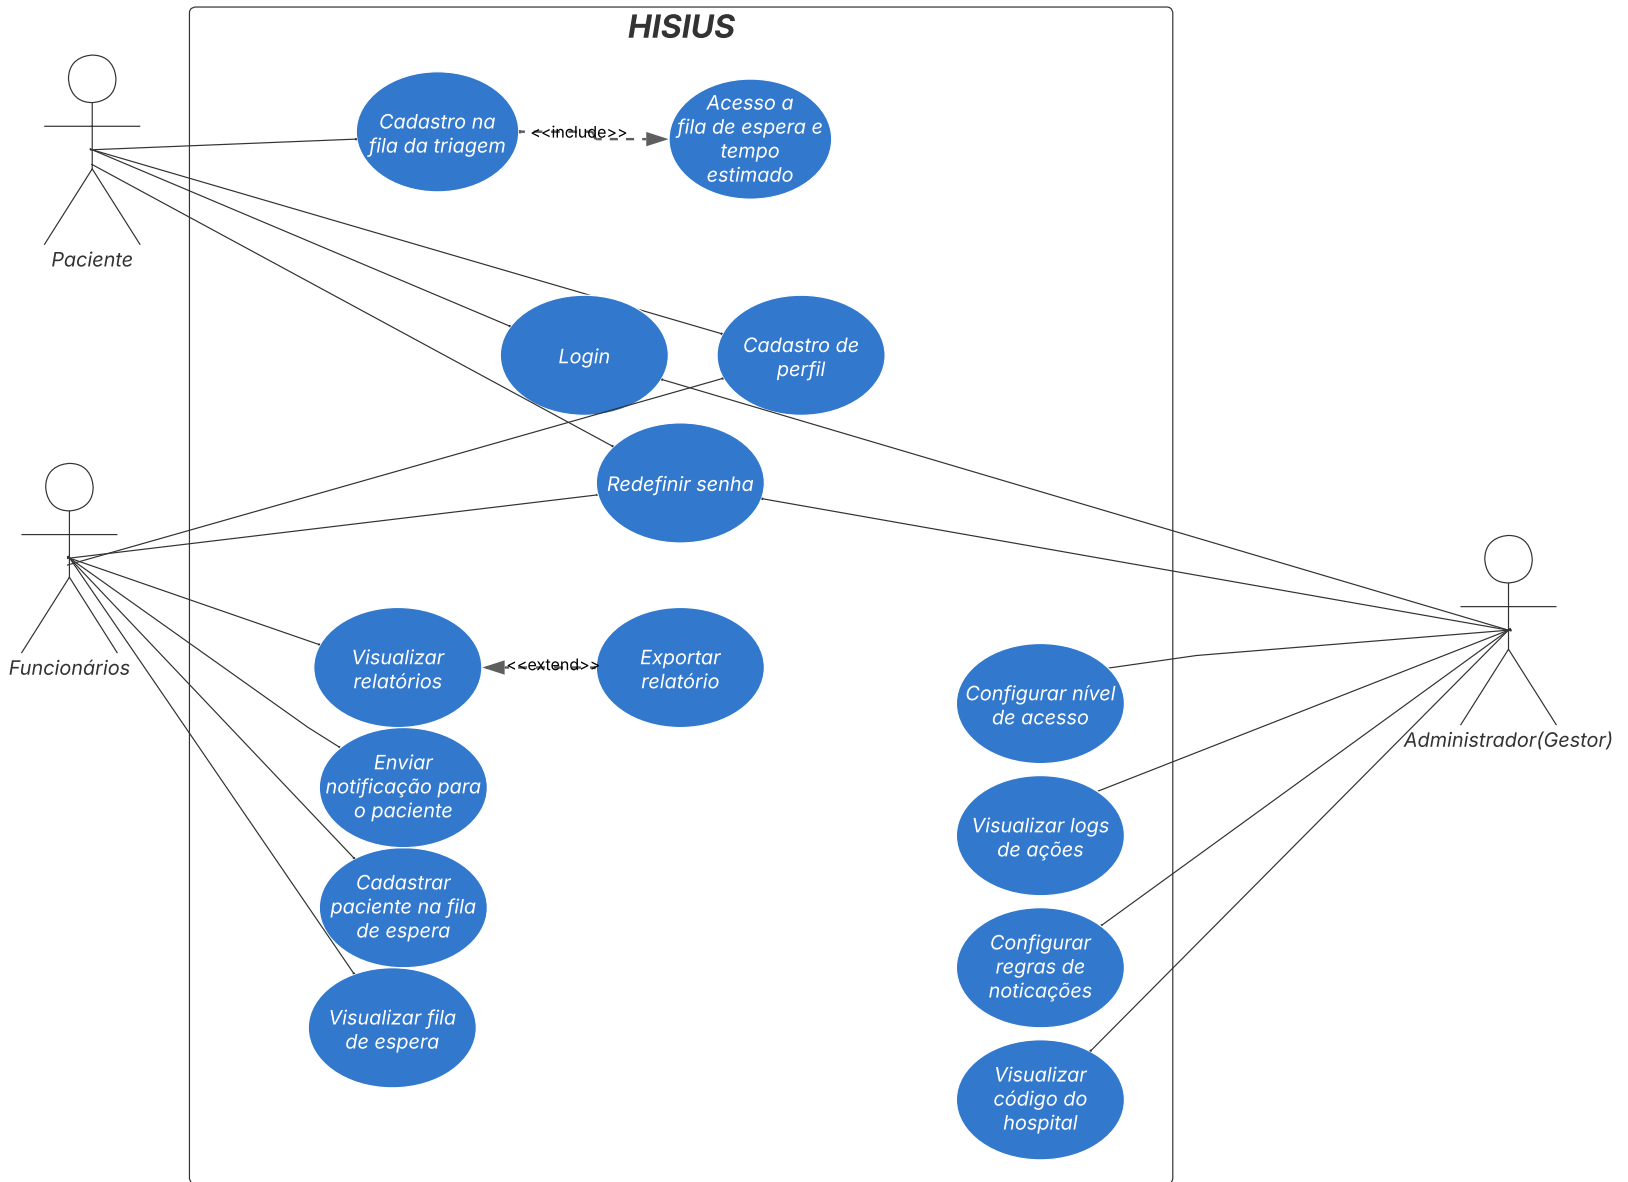 HISIUS
Cadastro na
fila da triagem
<<include>>
Acesso a
fila de espera e
tempo
estimado
Paciente
Login
Cadastro de
perfil
Redefinir senha
Funcionários
Visualizar
relatórios
<<extend>>
Exportar
relatório
Configurar nível
de acesso
Administrador(Gestor)
Enviar
notificação para
o paciente
Visualizar logs
de ações
Cadastrar
paciente na fila
de espera
Configurar
regras de
noticações
Visualizar fila
de espera
Visualizar
código do
hospital